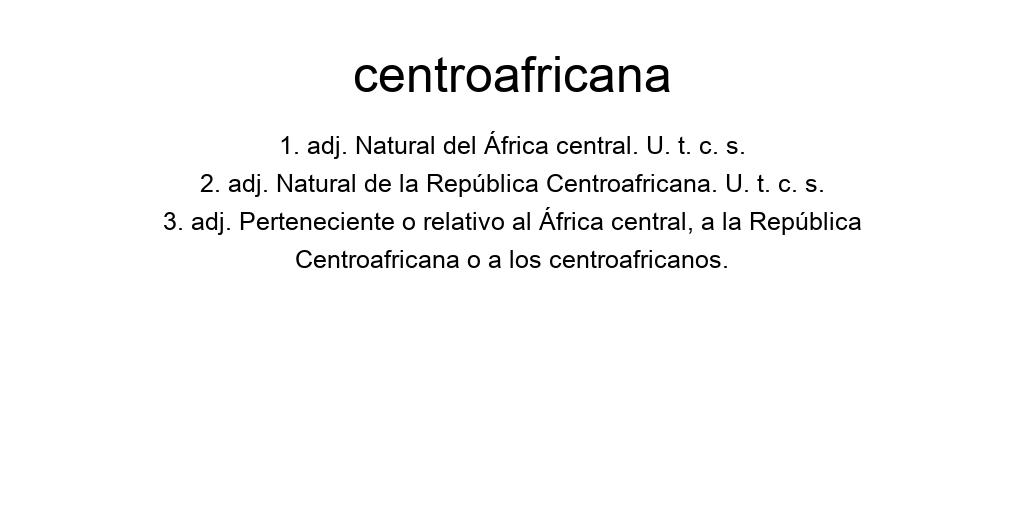 centroafricana
1. adj. Natural del África central. U. t. c. s.
2. adj. Natural de la República Centroafricana. U. t. c. s.
3. adj. Perteneciente o relativo al África central, a la República
Centroafricana o a los centroafricanos.